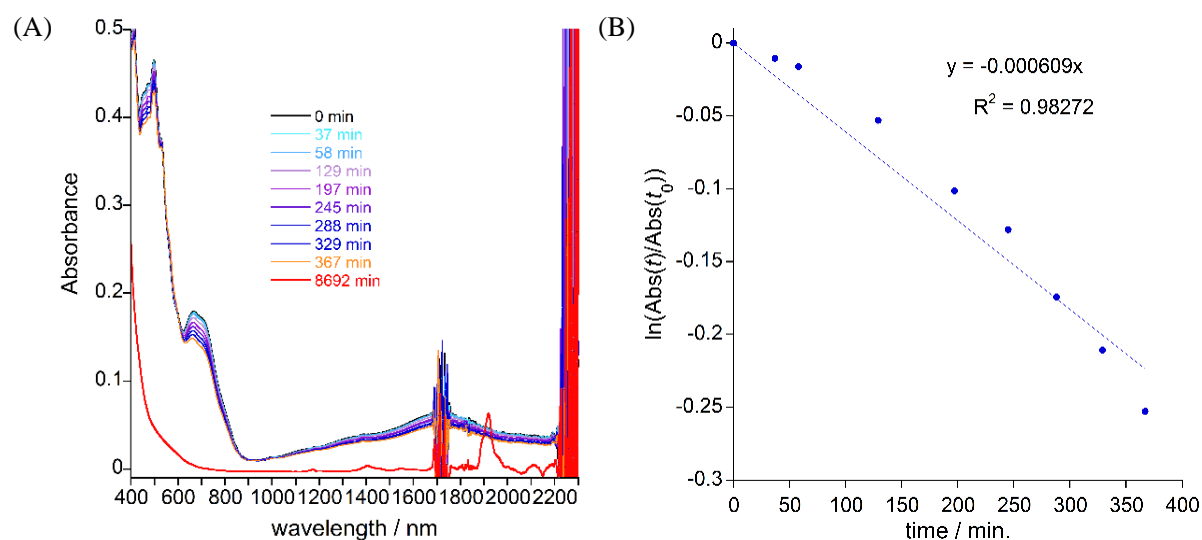 (A)
0.5
0.4
0.3
0.2
0.1
0
Absorbance
0 min
37 min
58 min
129 min
197 min
245 min
288 min
329 min
367 min
8692 min
400 600 800 1000 1200 1400 1600 1800 2000 2200
wavelength / nm
(B)
0
-0.05
-0.1
-0.15
-0.2
-0.25
-0.3
ln(Abs(t)/Abs(t0))
y = -0.000609x
R² = 0.98272
0 50 100 150 200 250 300 350 400
time / min.